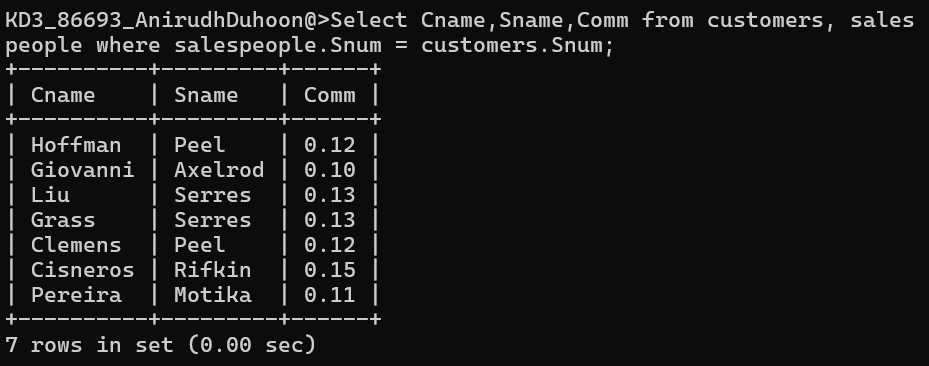 KD3_86693_AnirudhDuhoon@>Select Cname,Sname,Comm from customers, sales
people where salespeople.Snum = customers.Snum;
+----------+---------+------+
| Cname    | Sname   | Comm |
+----------+---------+------+
| Hoffman  | Peel    | 0.12 |
| Giovanni | Axelrod | 0.10 |
| Liu      | Serres  | 0.13 |
| Grass    | Serres  | 0.13 |
| Clemens  | Peel    | 0.12 |
| Cisneros | Rifkin  | 0.15 |
| Pereira  | Motika  | 0.11 |
+----------+---------+------+
7 rows in set (0.00 sec)